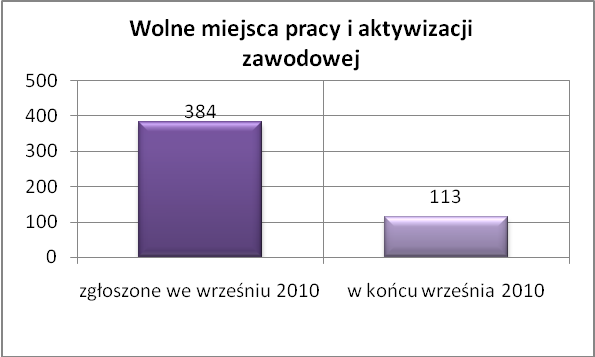 Wolne miejsca pracy i aktywizacji
zawodowej
500
400
300
200
100
0
384
113
zgłoszone we wrześniu 2010
w końcu września 2010